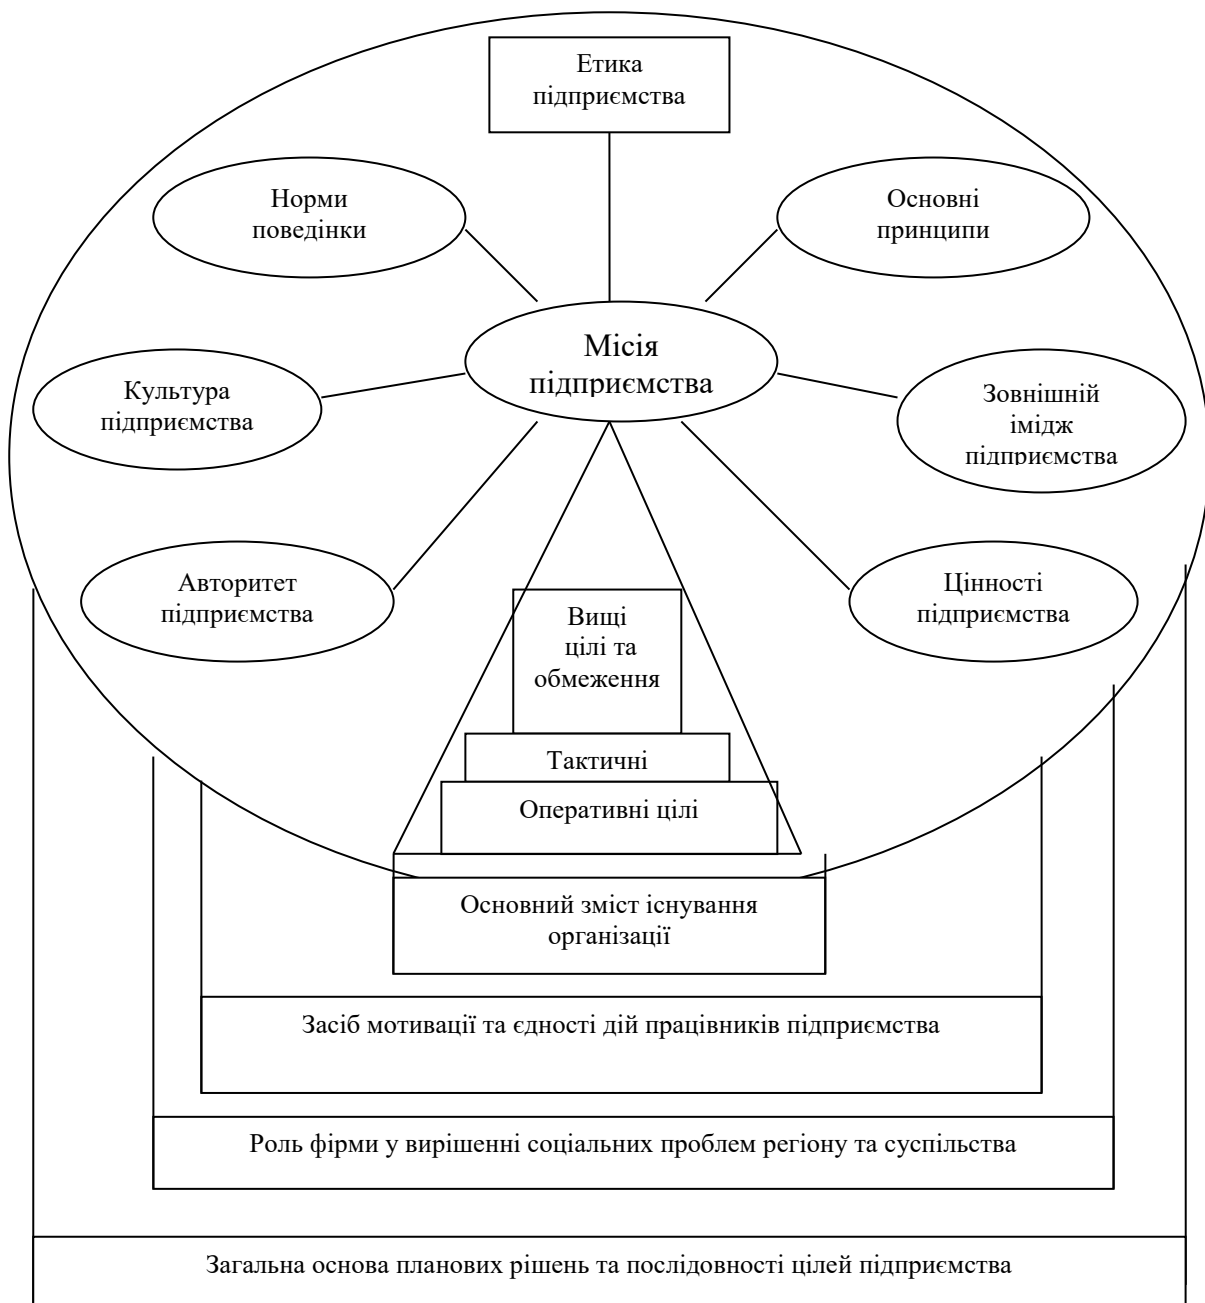 Етика
підприємства
Норми
поведінки
Основні
принципи
Місія
підприємства
Культура
підприємства
Зовнішній
імідж
підприємства
Авторитет
підприємства
Цінності
підприємства
Вищі
цілі та
обмеження
Тактичні
Оперативні цілі
Основний зміст існування
організації
Засіб мотивації та єдності дій працівників підприємства
Роль фірми у вирішенні соціальних проблем регіону та суспільства
Загальна основа планових рішень та послідовності цілей підприємства